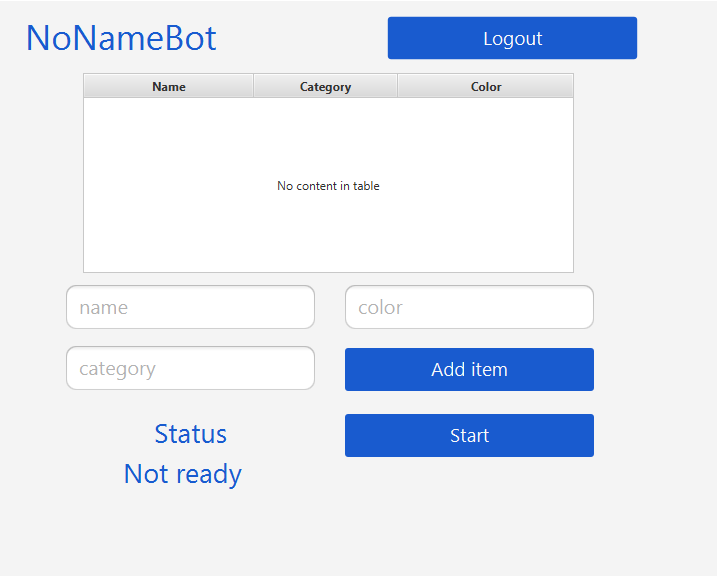 NoNameBot
Logout
Name Category Color
No content in table
name
color
category
Add item
Status
Start
Not ready